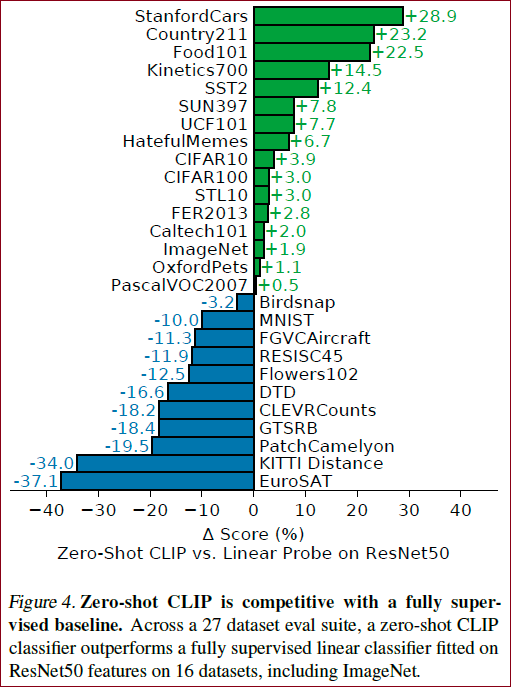 StanfordCars +28.9
Country211 +23.2
Food101 +22.5
Kinetics700 +14.5
SST2 +12.4
SUN397 +7.8
UCF101 +7.7
HatefulMemes +6.7
CIFAR10 +3.9
CIFAR100 +3.0
STL10 +3.0
FER2013 +2.8
Caltech101 +2.0
ImageNet +1.9
OxfordPets +1.1
PascalVOC2007 +0.5
-3.2 Birdsnap
-10.0 MNIST
-11.3 FGVCAircraft
-11.9 RESISC45
-12.5 Flowers102
-16.6 DTD
-18.2 CLEVRCounts
-18.4 GTSRB
-19.5 PatchCamelyon
-34.0 KITTI Distance
-37.1 EuroSAT
−40 −30 −20 −10 0 10 20 30 40
Δ Score (%)
Zero-Shot CLIP vs. Linear Probe on ResNet50
Figure 4. Zero-shot CLIP is competitive with a fully super-
vised baseline. Across a 27 dataset eval suite, a zero-shot CLIP
classifier outperforms a fully supervised linear classifier fitted on
ResNet50 features on 16 datasets, including ImageNet.